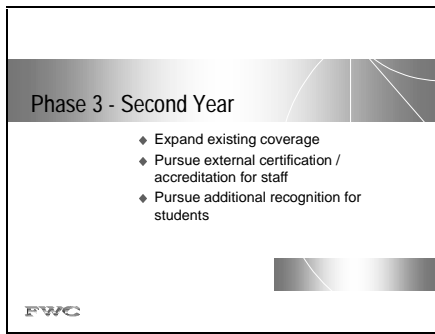 Phase 3 - Second Year
◆ Expand existing coverage
◆ Pursue external certification /
accreditation for staff
◆ Pursue additional recognition for
students
FWC